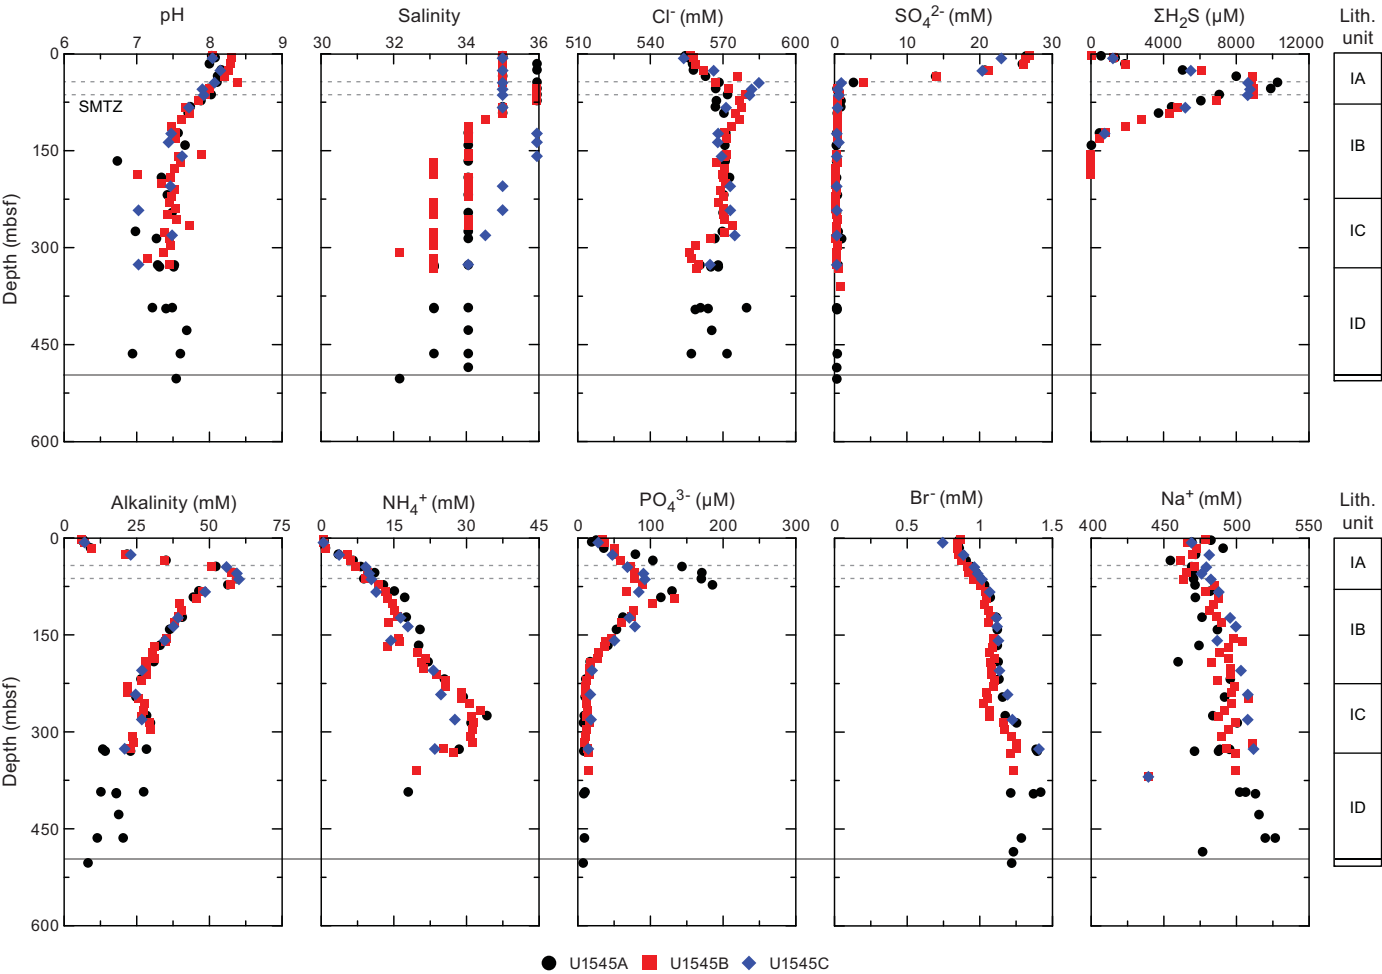 pH Salinity Cl⁻ (mM) SO₄²⁻ (mM) ΣH₂S (µM) Lith. unit
6 7 8 9 30 32 34 36 510 540 570 600 0 10 20 30 0 4000 8000 12000
0
150
300
450
600
Depth (mbsf)
SMTZ
IA
IB
IC
ID
Alkalinity (mM) NH₄⁺ (mM) PO₄³⁻ (µM) Br⁻ (mM) Na⁺ (mM) Lith. unit
0 25 50 75 0 15 30 45 0 100 200 300 0 0.5 1 1.5 400 450 500 550
0
150
300
450
600
Depth (mbsf)
IA
IB
IC
ID
U1545A U1545B U1545C